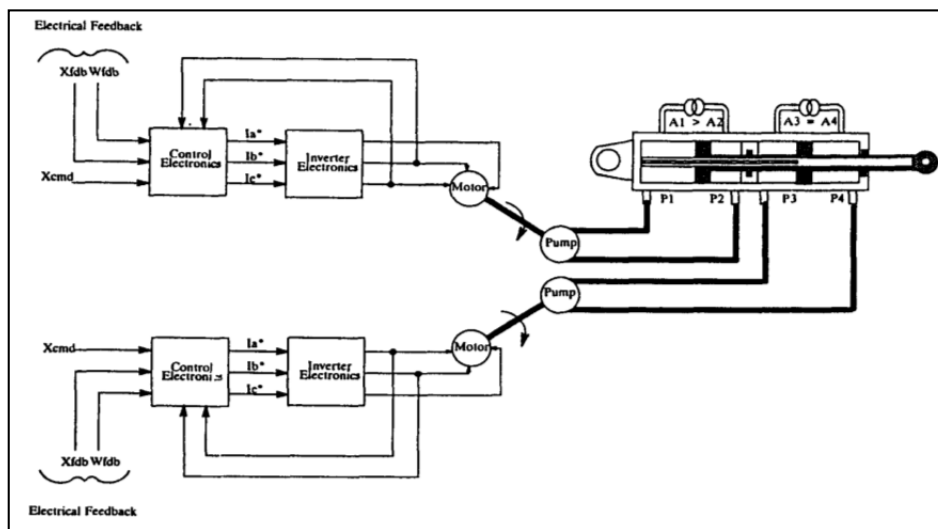 Electrical Feedback
Xfdb Wfdb
Control
Electronics
Ia*
Ib*
Ic*
Inverter
Electronics
Xcmd
Motor
Pump
A1 > A2
A3 = A4
P1
P2
P3
P4
Pump
Motor
Xcmd
Control
Electronics
Ia*
Ib*
Ic*
Inverter
Electronics
Xfdb Wfdb
Electrical Feedback